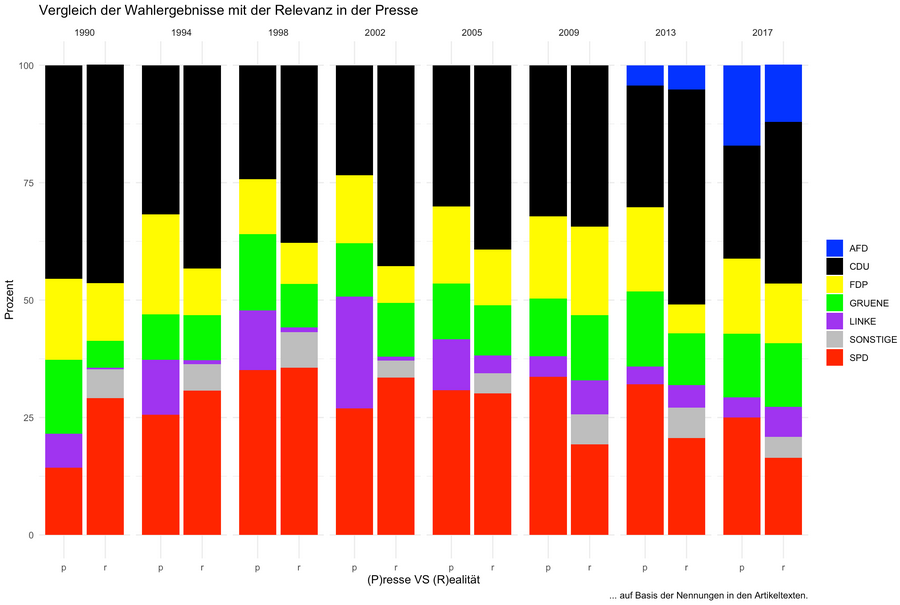 Vergleich der Wahlergebnisse mit der Relevanz in der Presse
1990 1994 1998 2002 2005 2009 2013 2017
100
75
50
25
0
Prozent
p r p r p r p r p r p r p r p r
(P)resse VS (R)ealität
... auf Basis der Nennungen in den Artikeltexten.
AFD
CDU
FDP
GRUENE
LINKE
SONSTIGE
SPD